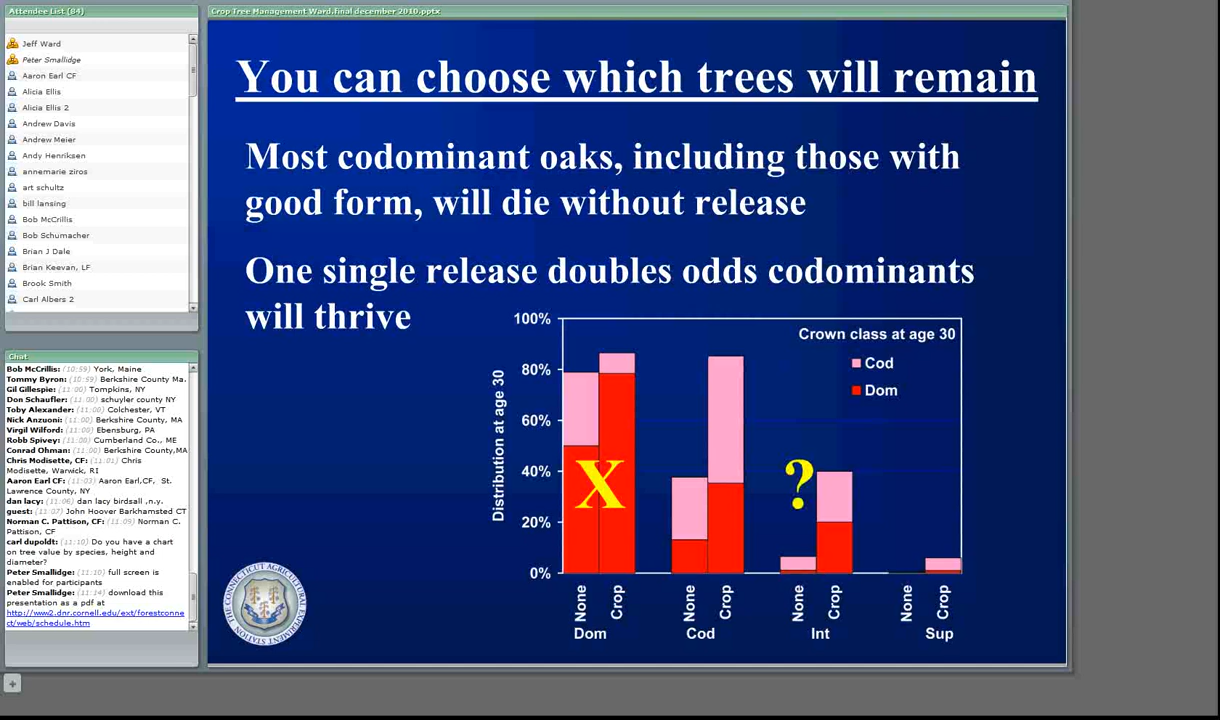 Attendee List (84)
Jeff Ward
Peter Smallidge
Aaron Earl CF
Alicia Ellis
Alicia Ellis 2
Andrew Davis
Andrew Meier
Andy Henriksen
annemarie ziros
art schultz
bill lansing
Bob McCrillis
Bob Schumacher
Brian J Dale
Brian Keevan, LF
Brook Smith
Carl Albers 2
Chat
Bob McCrillis: (10:59) York, Maine
Tommy Byron: (10:59) Berkshire County Ma.
Gil Gillespie: (11:00) Tompkins, NY
Don Schaufler: (11:00) schuyler county NY
Toby Alexander: (11:00) Colchester, VT
Nick Anzuoni: (11:00) Berkshire County, MA
Virgil Wilton: (11:00) Ebensburg, PA
Robb Spivey: (11:00) Cumberland Co., ME
Conrad Ohman: (11:00) Berkshire County,MA
Chris Modisette, CF: (11:01) Chris
Modisette, Warwick, RI
Aaron Earl CF: (11:03) Aaron Earl,CF, St.
Lawrence County, NY
dan lacy: (11:06) dan lacy birdsall ,n.y.
guest: (11:07) John Hoover Barkhamsted CT
Norman C. Pattison, CF: (11:09) Norman C.
Pattison, CF
carl dupoldt: (11:10) Do you have a chart
on tree value by species, height and
diameter?
Peter Smallidge: (11:10) full screen is
enabled for participants
Peter Smallidge: (11:14) download this
presentation as a pdf at
http://www2.dnr.cornell.edu/ext/forestconne
ct/web/schedule.htm
Crop Tree Management Ward.final december 2010.pptx
You can choose which trees will remain
Most codominant oaks, including those with
good form, will die without release
One single release doubles odds codominants
will thrive
Crown class at age 30
Cod
Dom
Distribution at age 30
100%
80%
60%
40%
20%
0%
X
?
None Crop None Crop None Crop None Crop
Dom Cod Int Sup
THE CONNECTICUT AGRICULTURAL EXPERIMENT STATION